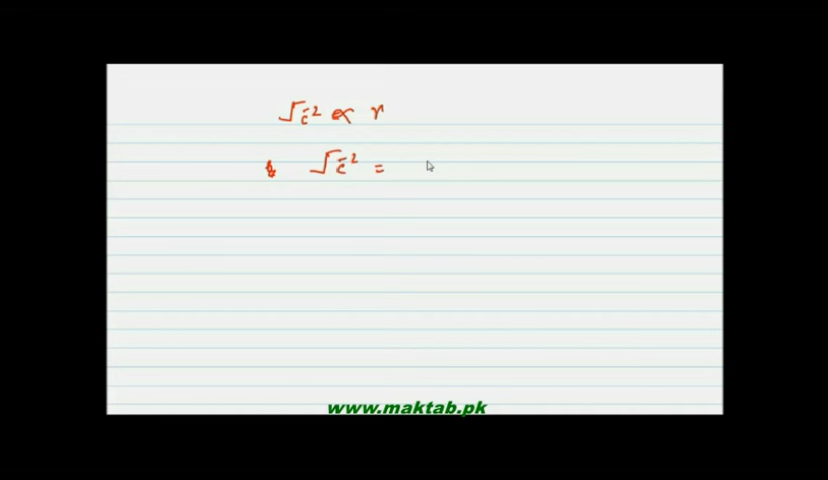 √c̄² ∝ r
√c̄² =
www.maktab.pk